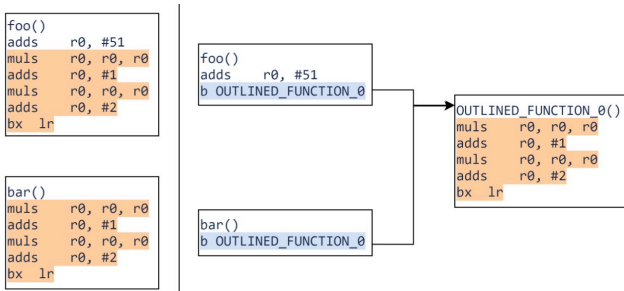 foo()
adds r0, #51
muls r0, r0, r0
adds r0, #1
muls r0, r0, r0
adds r0, #2
bx lr
bar()
muls r0, r0, r0
adds r0, #1
muls r0, r0, r0
adds r0, #2
bx lr
foo()
adds r0, #51
b OUTLINED_FUNCTION_0
bar()
b OUTLINED_FUNCTION_0
OUTLINED_FUNCTION_0()
muls r0, r0, r0
adds r0, #1
muls r0, r0, r0
adds r0, #2
bx lr